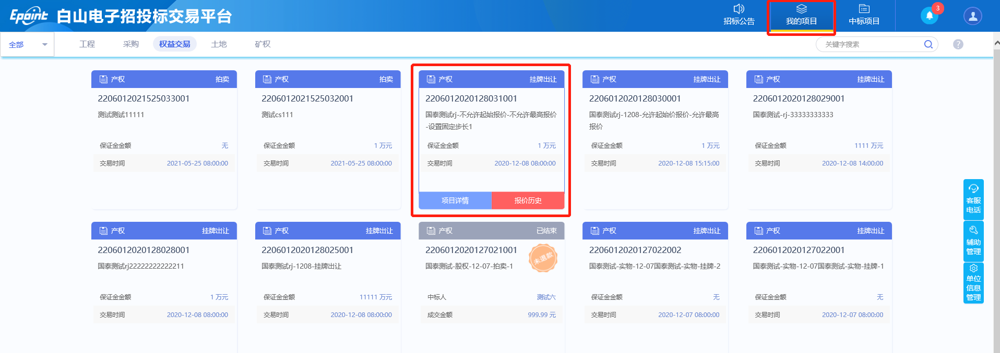 Epoint 白山电子招投标交易平台
招标公告
我的项目
中标项目
3
全部
工程
采购
权益交易
土地
矿权
关键字搜索
?
产权 拍卖
2206012021525033001
测试测试11111
保证金金额 无
交易时间 2021-05-25 08:00:00
产权 拍卖
2206012021525032001
测试cs111
保证金金额 1 万元
交易时间 2021-05-25 08:00:00
产权 挂牌出让
2206012020128031001
国泰测试rj-不允许起始报价-不允许最高报价
-设置固定步长1
保证金金额 1 万元
交易时间 2020-12-08 08:00:00
项目详情 报价历史
产权 挂牌出让
2206012020128030001
国泰测试rj-1208-允许起始价报价-允许最高
报价
保证金金额 1 万元
交易时间 2020-12-08 15:15:00
产权 挂牌出让
2206012020128029001
国泰测试-rj-33333333333
保证金金额 1111 万元
交易时间 2020-12-08 14:00:00
产权 挂牌出让
2206012020128028001
国泰测试rj22222222222211
保证金金额 1 万元
交易时间 2020-12-08 08:00:00
产权 挂牌出让
2206012020128025001
国泰测试rj-1208-挂牌出让
保证金金额 11111 万元
交易时间 2020-12-08 08:00:00
产权 已结束
2206012020127021001
未退款
国泰测试-股权-12-07-拍卖-1
中标人 测试六
成交金额 999.99 元
产权 挂牌出让
2206012020127022002
国泰测试-实物-12-07国泰测试-实物-挂牌-2
保证金金额 无
交易时间 2020-12-07 08:00:00
产权 挂牌出让
2206012020127022001
国泰测试-实物-12-07国泰测试-实物-挂牌-1
保证金金额 无
交易时间 2020-12-07 08:00:00
客服
电话
辅助
管理
单位
信息
管理